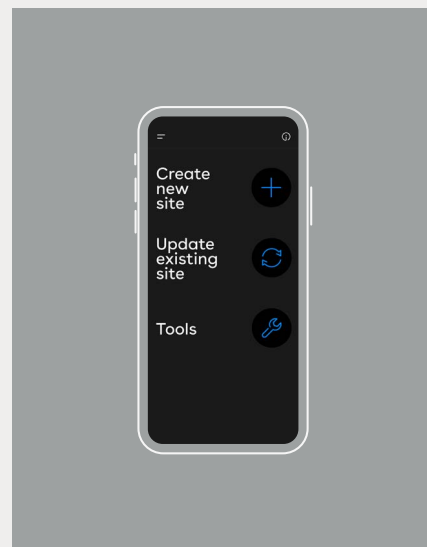 Create
new
site
Update
existing
site
Tools